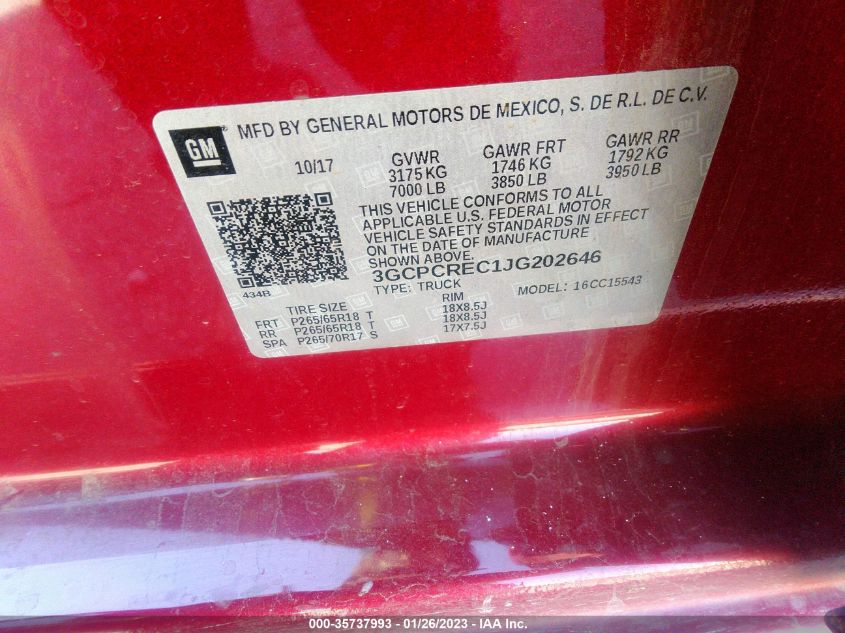 GM ®
MFD BY GENERAL MOTORS DE MEXICO, S. DE R.L. DE C.V.
10/17 GVWR GAWR FRT GAWR RR
3175 KG 1746 KG 1792 KG
7000 LB 3850 LB 3950 LB
THIS VEHICLE CONFORMS TO ALL
APPLICABLE U.S. FEDERAL MOTOR
VEHICLE SAFETY STANDARDS IN EFFECT
ON THE DATE OF MANUFACTURE
SHOWN ABOVE.
434B
3GCPCREC1JG202646
TYPE: TRUCK MODEL: 16CC15543
TIRE SIZE RIM
FRT P265/65R18 T 18X8.5J
RR P265/65R18 T 18X8.5J
SPA P265/70R17 S 17X7.5J
000-35737993 — 01/26/2023 — IAA Inc.